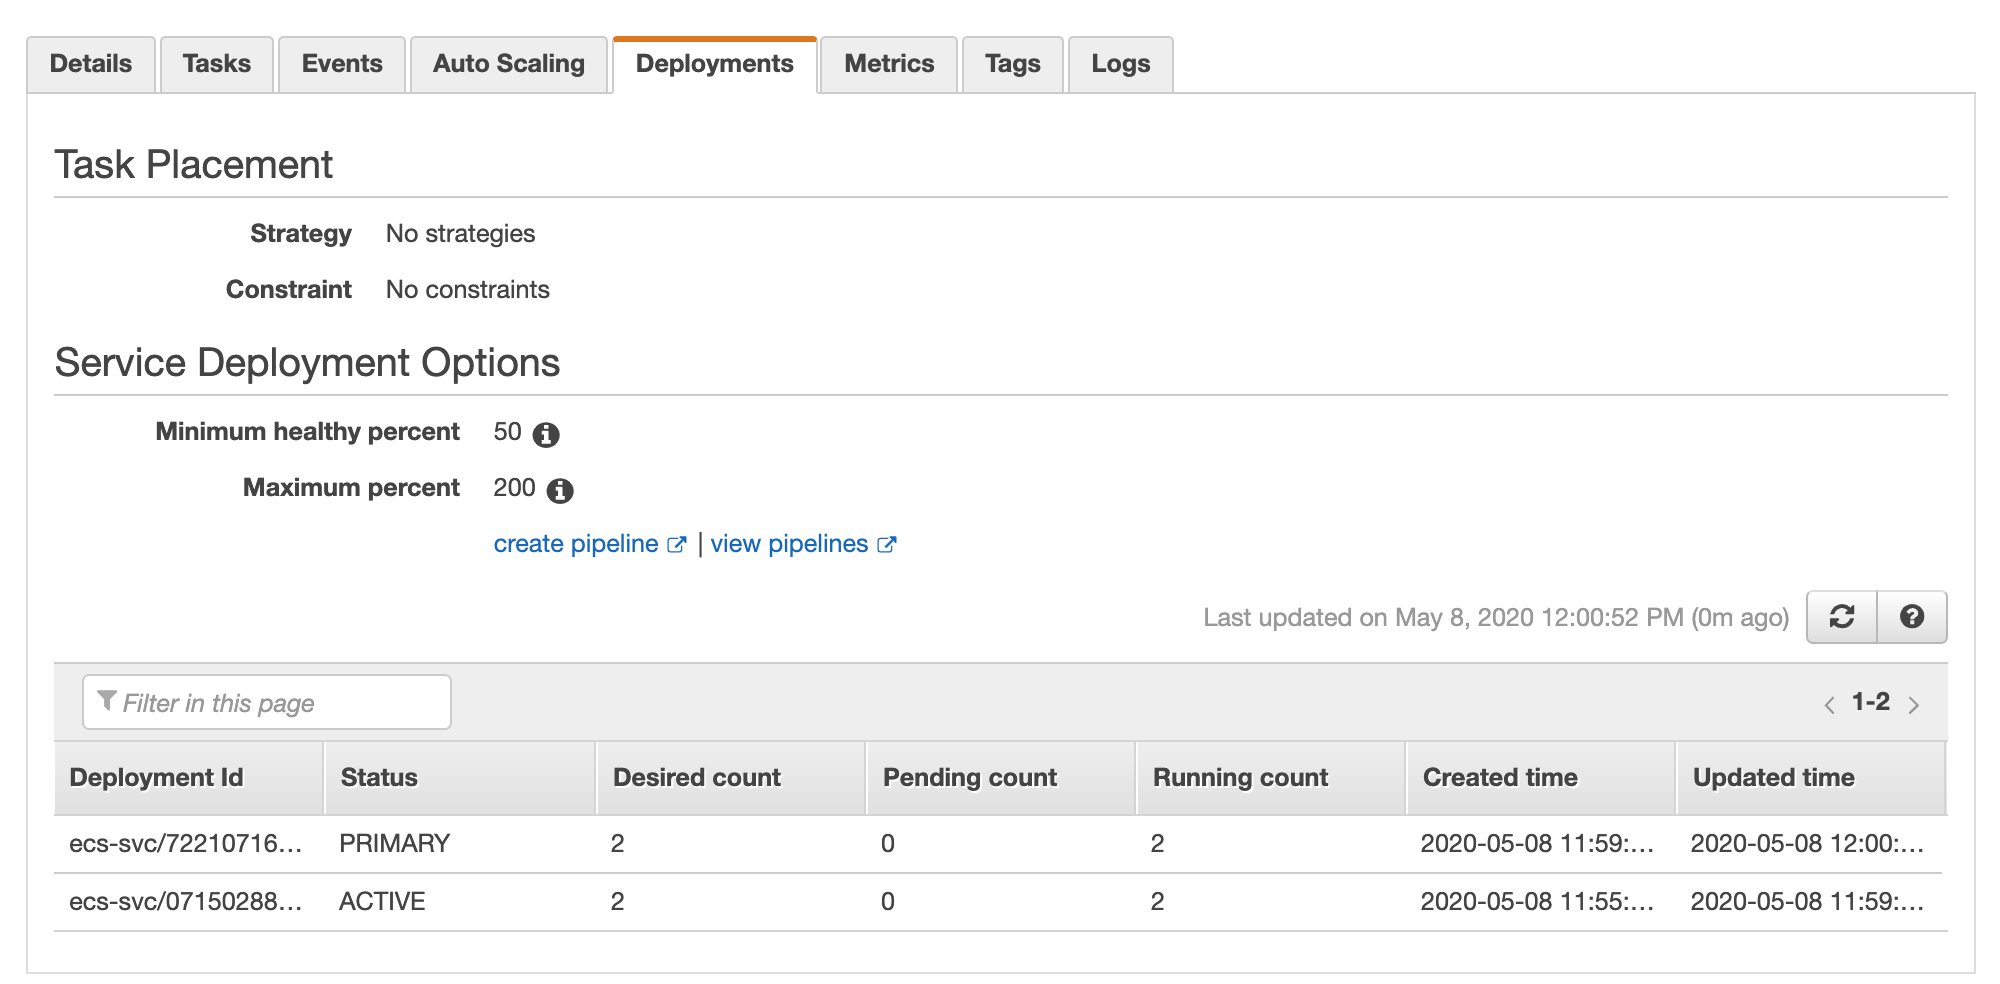 Details Tasks Events Auto Scaling Deployments Metrics Tags Logs
Task Placement
Strategy No strategies
Constraint No constraints
Service Deployment Options
Minimum healthy percent 50
Maximum percent 200
create pipeline | view pipelines
Last updated on May 8, 2020 12:00:52 PM (0m ago)
Filter in this page 1-2
Deployment Id Status Desired count Pending count Running count Created time Updated time
ecs-svc/72210716... PRIMARY 2 0 2 2020-05-08 11:59:... 2020-05-08 12:00:...
ecs-svc/07150288... ACTIVE 2 0 2 2020-05-08 11:55:... 2020-05-08 11:59:...